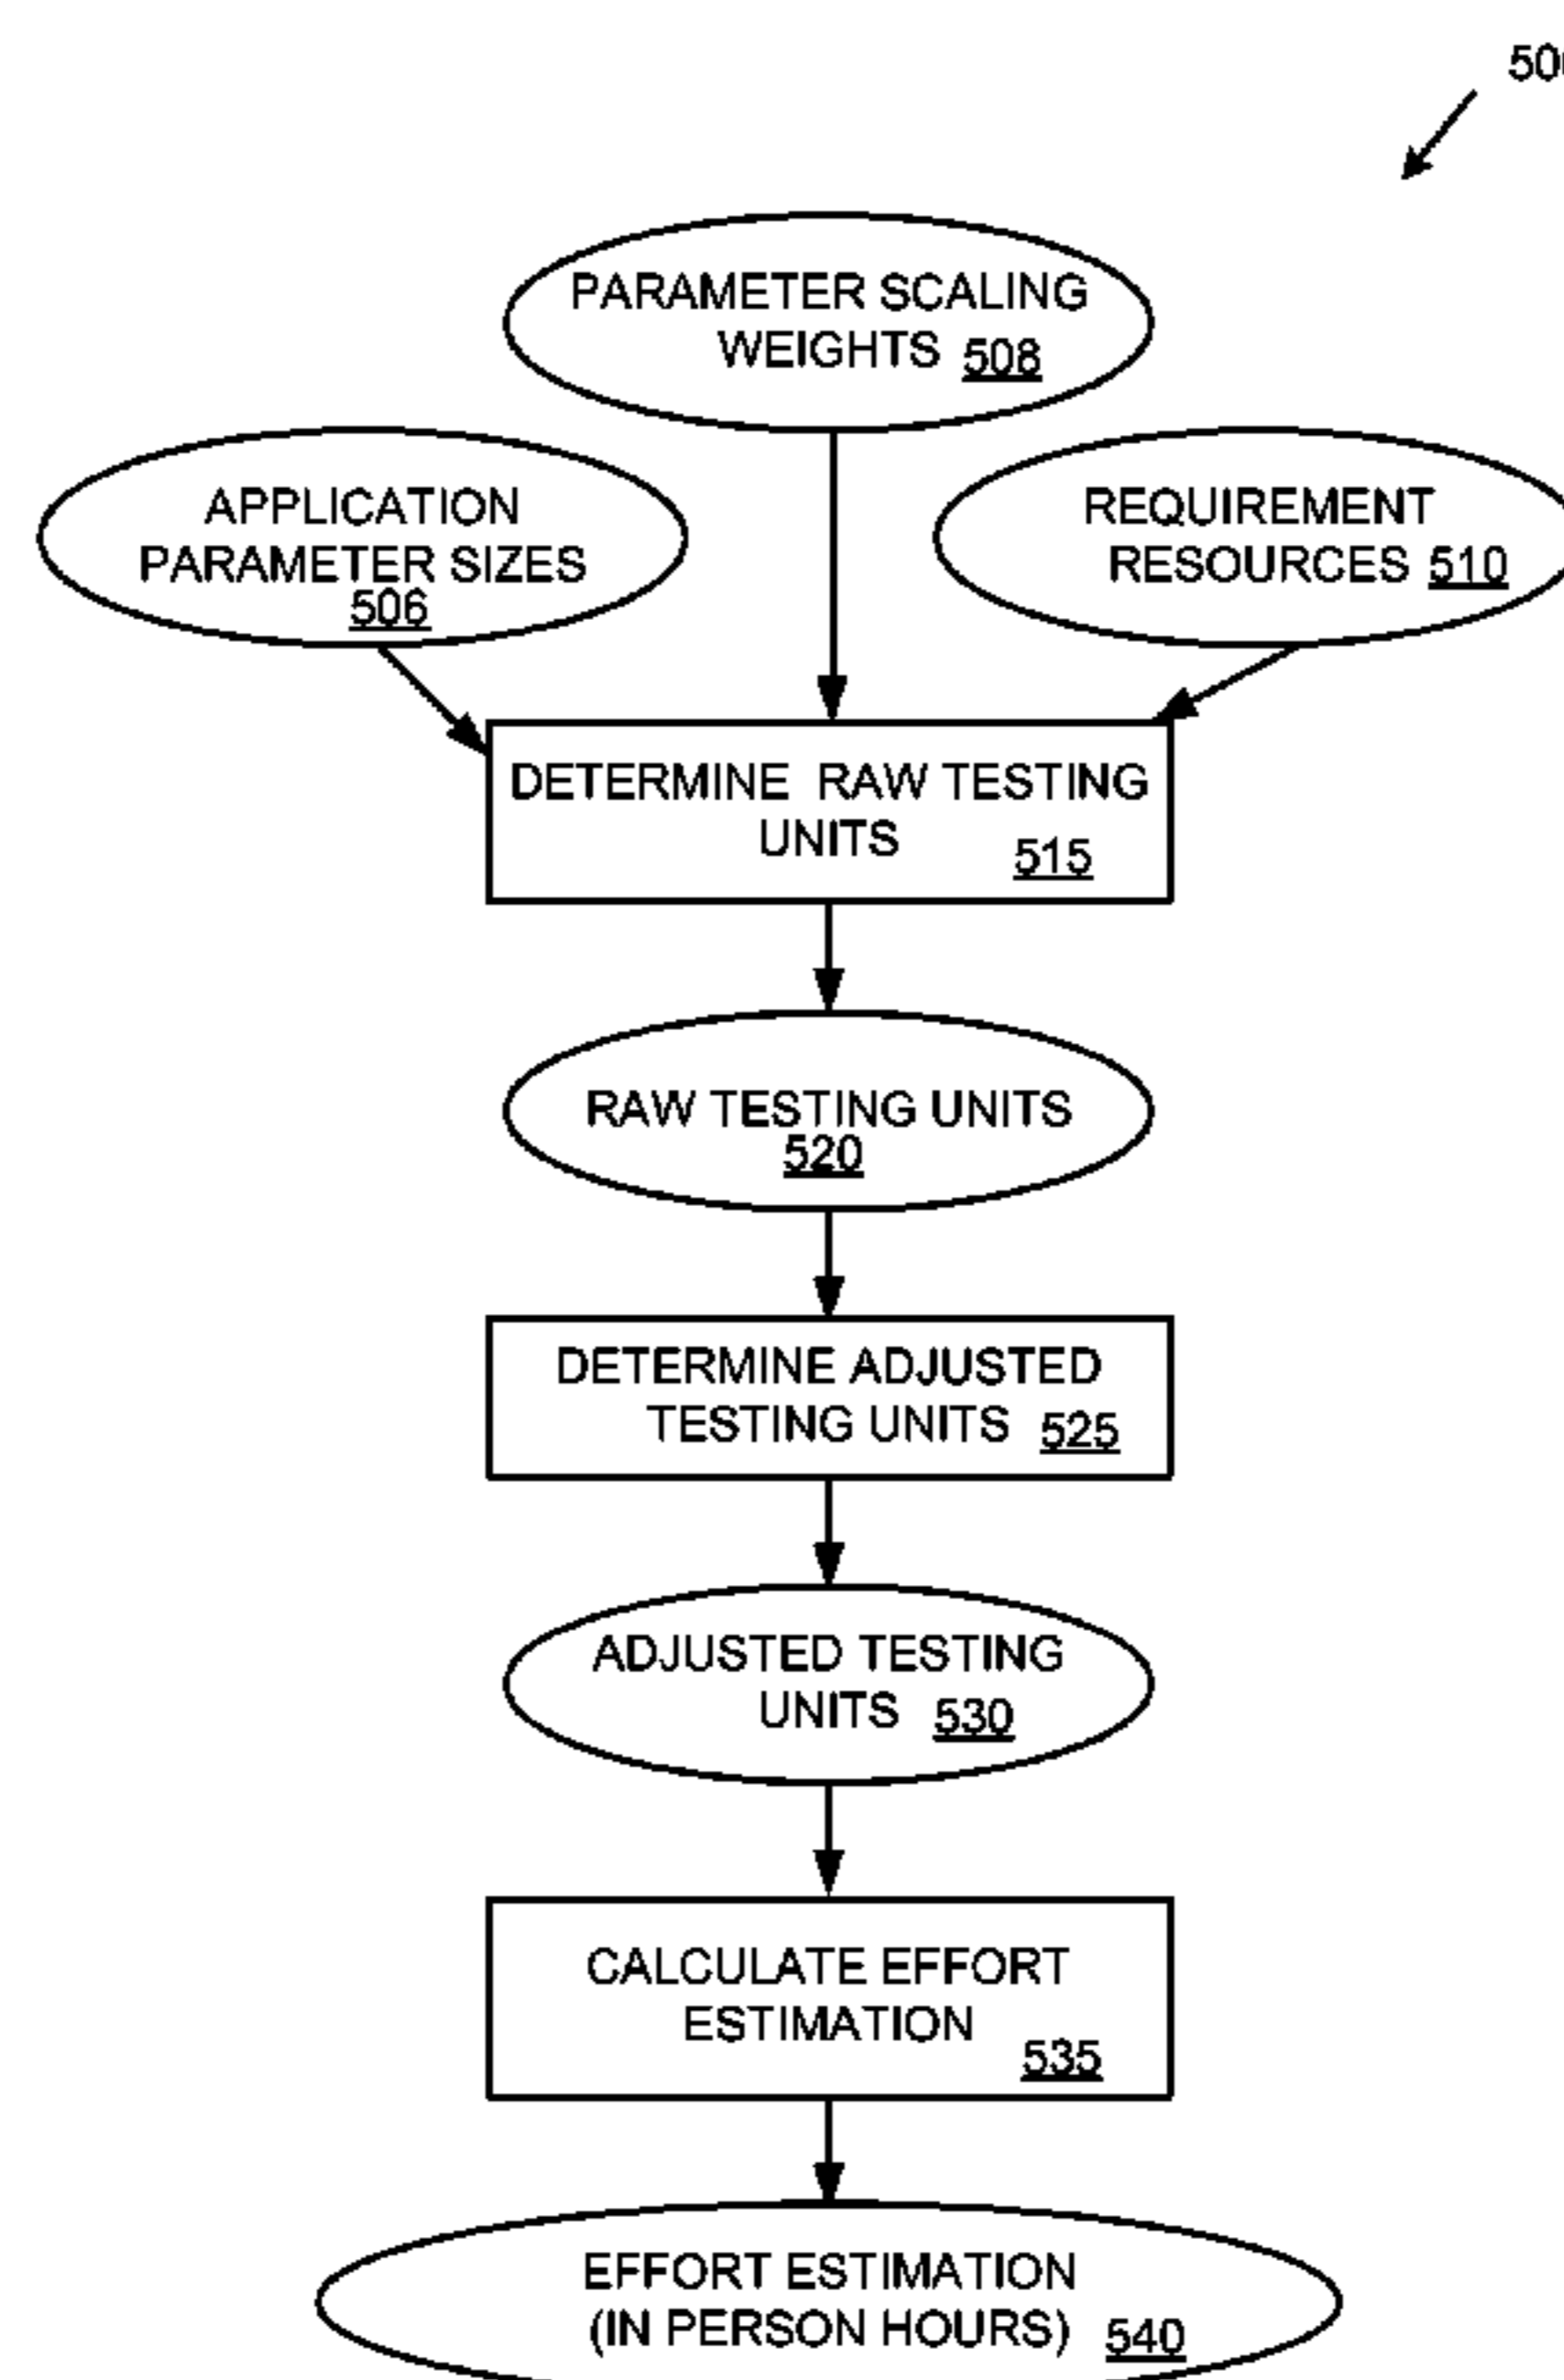 PARAMETER SCALING
WEIGHTS 508
APPLICATION
PARAMETER SIZES
506
REQUIREMENT
RESOURCES 510
DETERMINE RAW TESTING
UNITS 515
RAW TESTING UNITS
520
DETERMINE ADJUSTED
TESTING UNITS 525
ADJUSTED TESTING
UNITS 530
CALCULATE EFFORT
ESTIMATION
535
EFFORT ESTIMATION
(IN PERSON HOURS) 540